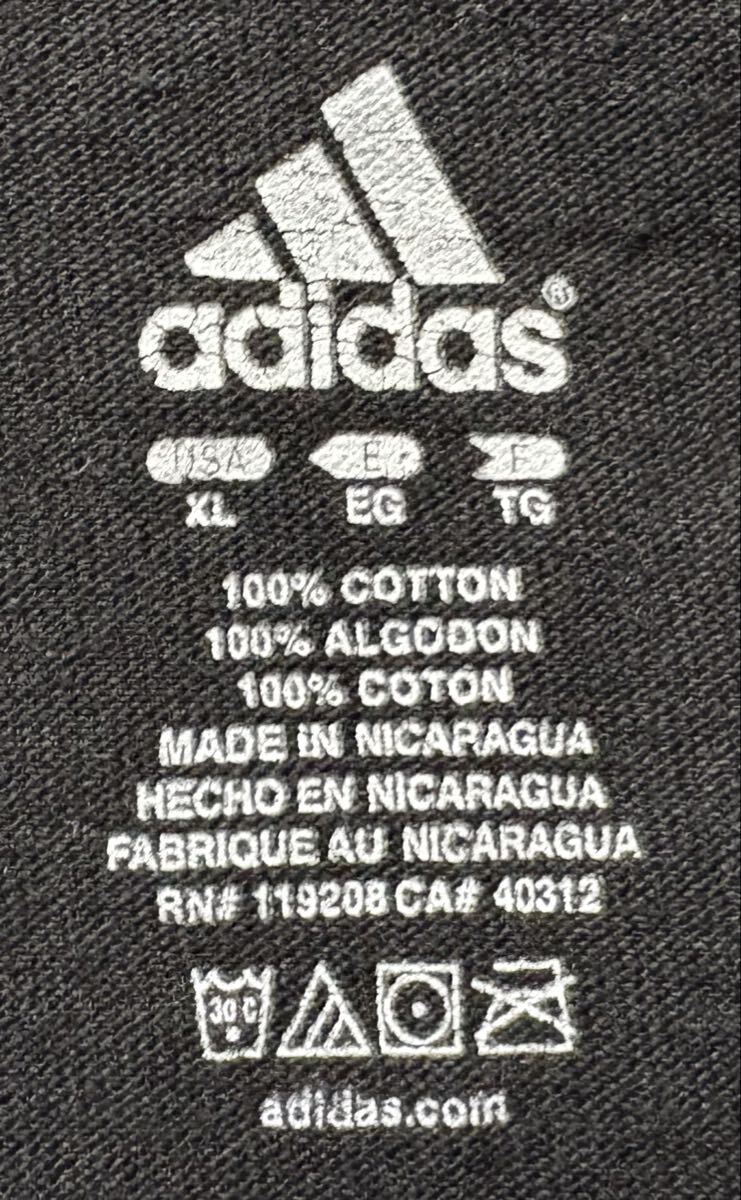 adidas®
USA E F
XL EG TG
100% COTTON
100% ALGODON
100% COTON
MADE IN NICARAGUA
HECHO EN NICARAGUA
FABRIQUE AU NICARAGUA
RN# 119208 CA# 40312
30 C
adidas.com